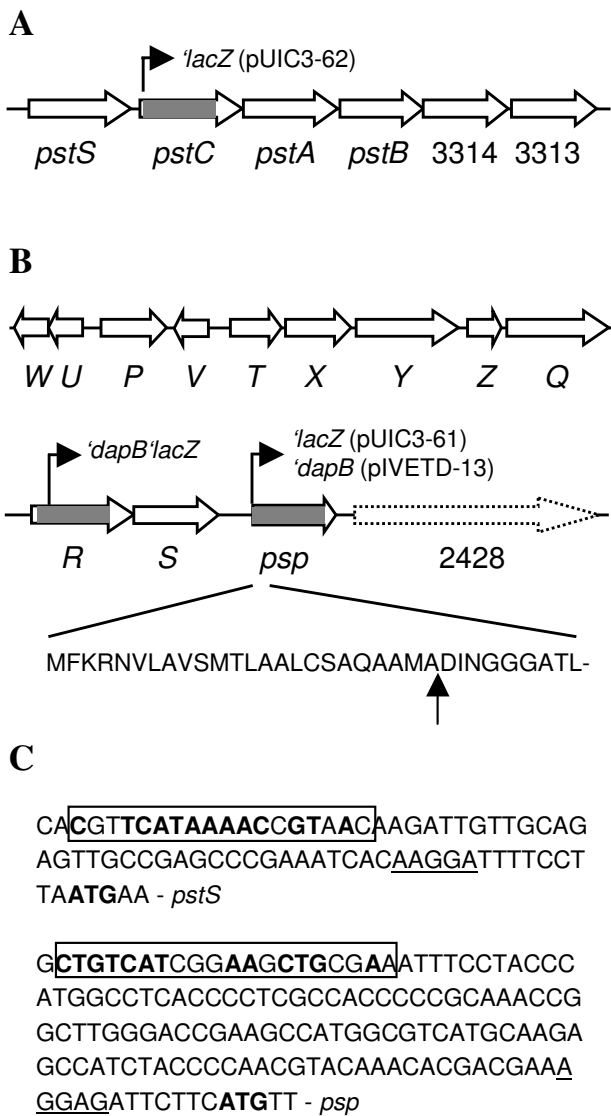 A
'lacZ (pUIC3-62)
pstS pstC pstA pstB 3314 3313
B
W U P V T X Y Z Q
'dapB'lacZ
'lacZ (pUIC3-61)
'dapB (pIVETD-13)
R S psp 2428
MFKRNVLAVSMTLAALCSAQAAMADINGGGATL-
C
CACGTTCATAAAACCGTAACAAGATTGTTGCAG
AGTTGCCGAGCCCGAAATCACAAGGATTTTCCT
TAATGAA - pstS
GCTGTCATCGGAAGCTGCGAAATTTCCTACCC
ATGGCCTCACCCCTCGCCACCCCCGCAAACCG
GCTTGGGACCGAAGCCATGGCGTCATGCAAGA
GCCATCTACCCCAACGTACAAACACGACGAAA
GGAGATTCTTCATGTT - psp